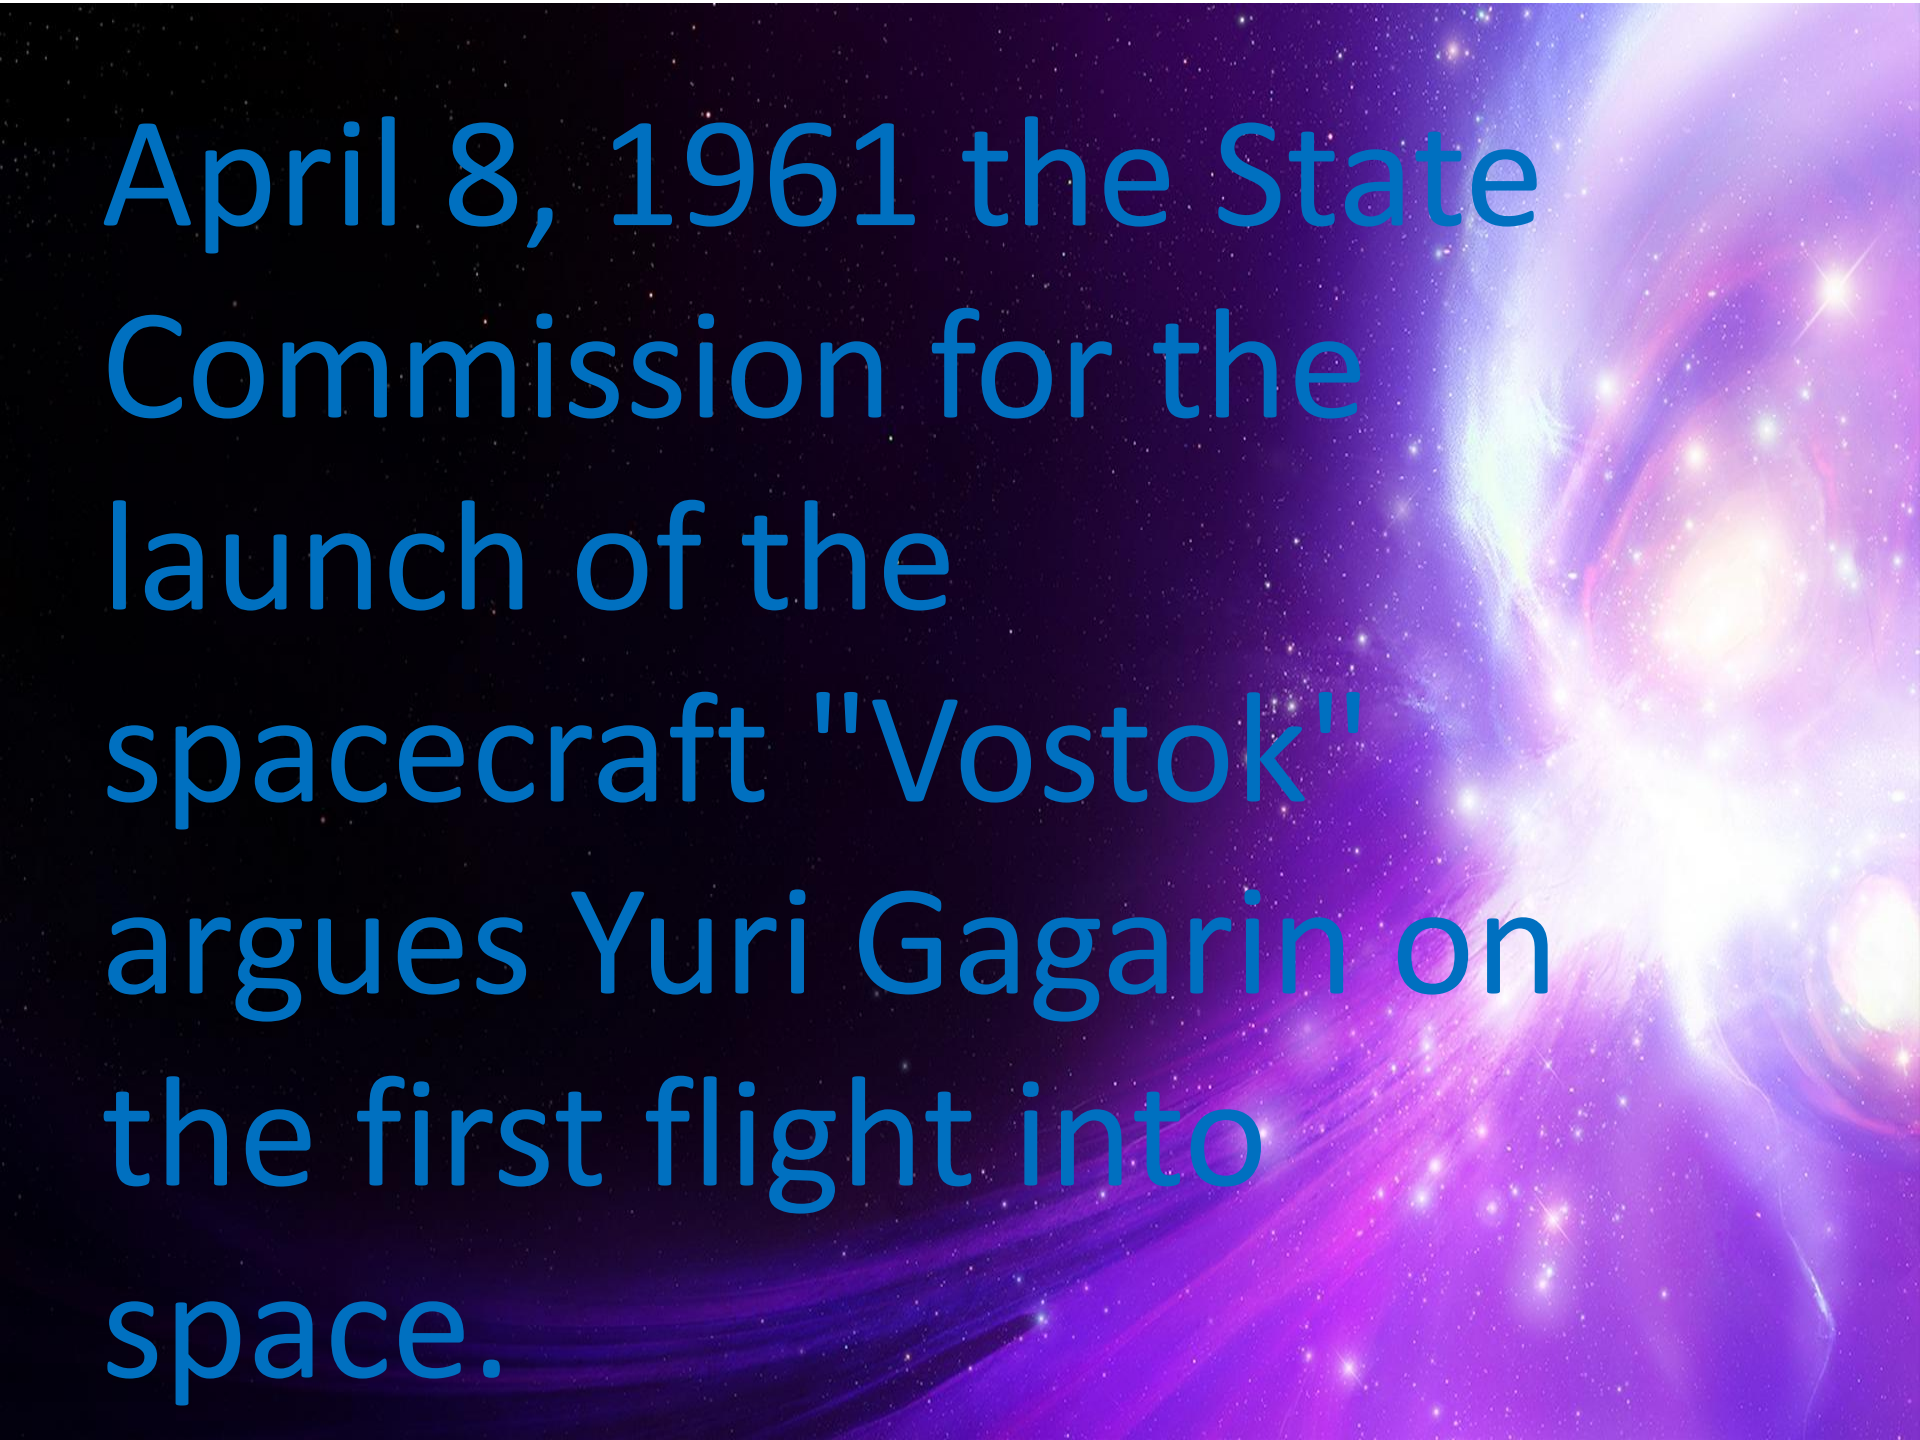 April 8, 1961 the State
Commission for the
launch of the
spacecraft "Vostok"
argues Yuri Gagarin on
the first flight into
space.